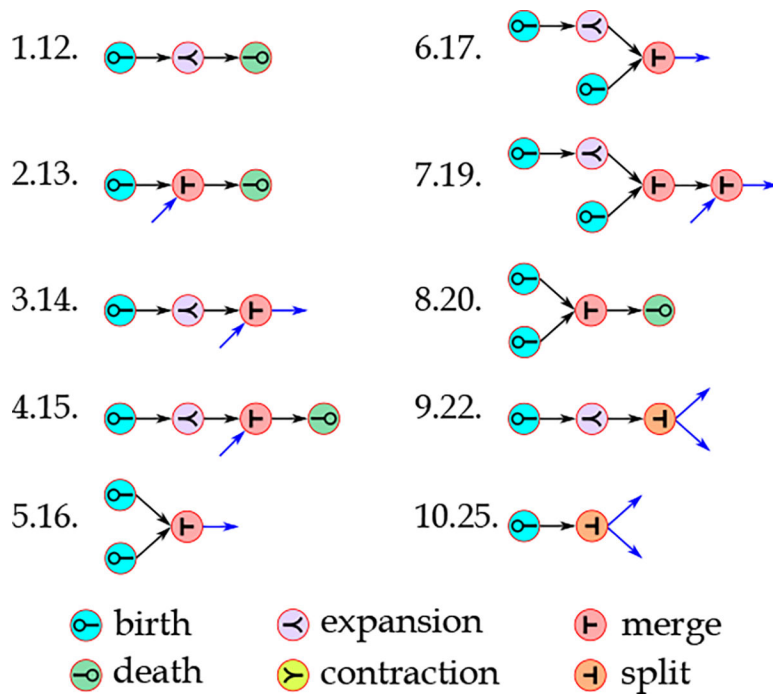 1.12.
2.13.
3.14.
4.15.
5.16.
6.17.
7.19.
8.20.
9.22.
10.25.
birth
expansion
merge
death
contraction
split